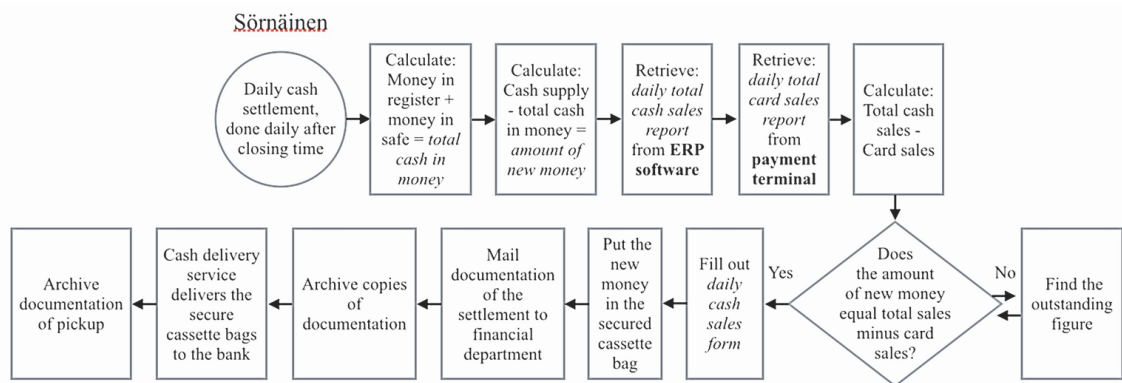 Sörnäinen
Daily cash
settlement,
done daily after
closing time
Calculate:
Money in
register +
money in
safe = total
cash in
money
Calculate:
Cash supply
- total cash
in money =
amount of
new money
Retrieve:
daily total
cash sales
report
from ERP
software
Retrieve:
daily total
card sales
report
from
payment
terminal
Calculate:
Total cash
sales -
Card sales
Does
the amount
of new money
equal total sales
minus card
sales?
No
Find the
outstanding
figure
Yes
Fill out
daily
cash
sales
form
Put the
new
money
in the
secured
cassette
bag
Mail
documentation
of the
settlement to
financial
department
Archive copies
of
documentation
Cash delivery
service
delivers the
secure
cassette bags
to the bank
Archive
documentation
of pickup